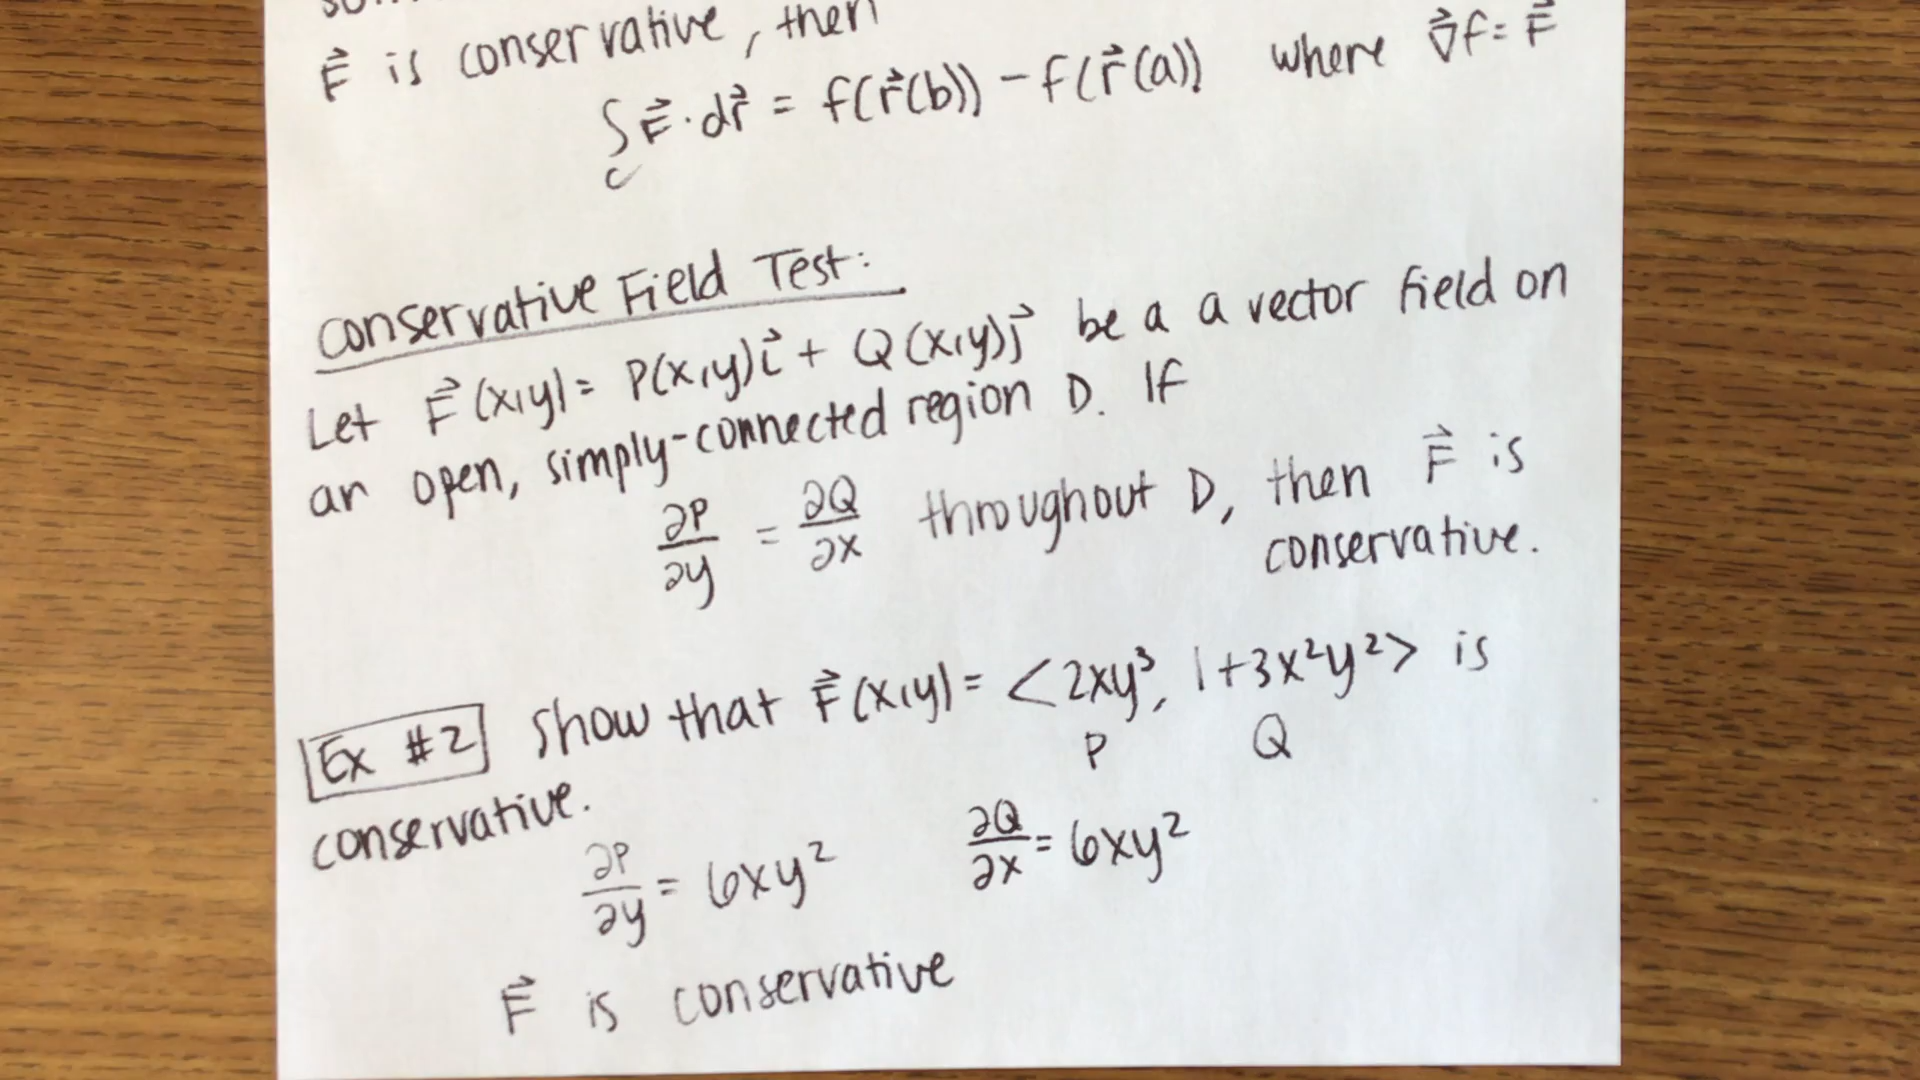 F⃗ is conservative, then
∫_C F⃗·dr⃗ = f(r⃗(b)) - f(r⃗(a)) where ∇⃗f = F⃗
Conservative Field Test:
Let F⃗(x,y) = P(x,y)i⃗ + Q(x,y)j⃗ be a a vector field on
an open, simply-connected region D. If
∂P/∂y = ∂Q/∂x throughout D, then F⃗ is
conservative.
Ex #2 Show that F⃗(x,y) = <2xy³, 1+3x²y²> is
P Q
conservative.
∂P/∂y = 6xy² ∂Q/∂x = 6xy²
F⃗ is conservative